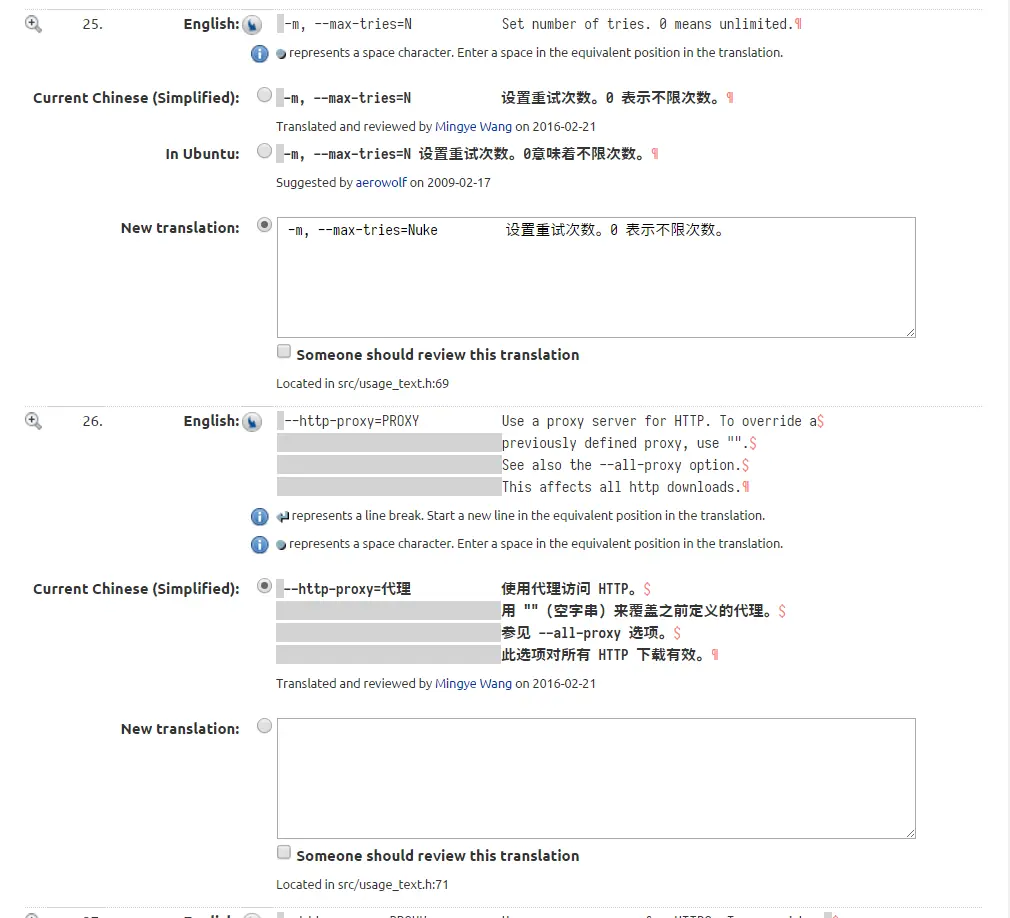 25. English: -m, --max-tries=N Set number of tries. 0 means unlimited.¶
represents a space character. Enter a space in the equivalent position in the translation.
Current Chinese (Simplified): -m, --max-tries=N 设置重试次数。0 表示不限次数。¶
Translated and reviewed by Mingye Wang on 2016-02-21
In Ubuntu: -m, --max-tries=N 设置重试次数。0意味着不限次数。¶
Suggested by aerowolf on 2009-02-17
New translation: -m, --max-tries=Nuke 设置重试次数。0 表示不限次数。
Someone should review this translation
Located in src/usage_text.h:69
26. English: --http-proxy=PROXY Use a proxy server for HTTP. To override a$
previously defined proxy, use "".$
See also the --all-proxy option.$
This affects all http downloads.¶
represents a line break. Start a new line in the equivalent position in the translation.
represents a space character. Enter a space in the equivalent position in the translation.
Current Chinese (Simplified): --http-proxy=代理 使用代理访问 HTTP。$
用 ""（空字串）来覆盖之前定义的代理。$
参见 --all-proxy 选项。$
此选项对所有 HTTP 下载有效。¶
Translated and reviewed by Mingye Wang on 2016-02-21
New translation:
Someone should review this translation
Located in src/usage_text.h:71